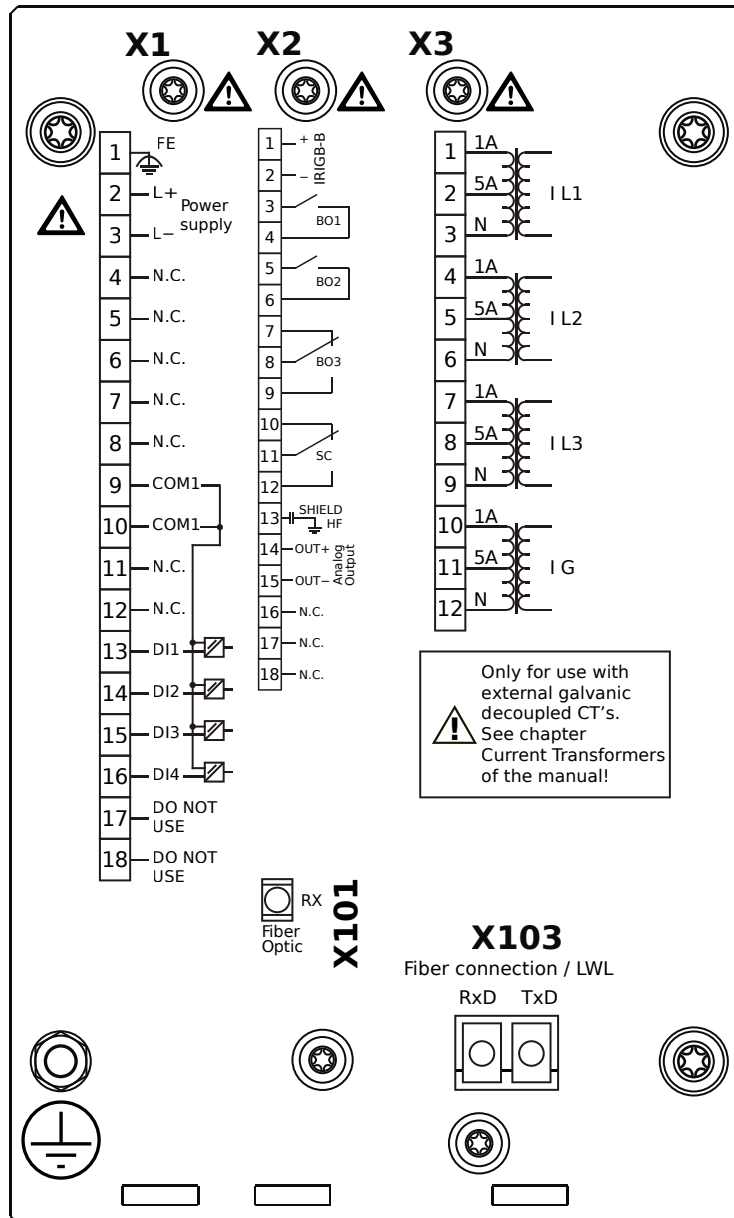 X1
X2
X3
1 FE
2 L+
Power
supply
3 L−
4 N.C.
5 N.C.
6 N.C.
7 N.C.
8 N.C.
9 COM1
10 COM1
11 N.C.
12 N.C.
13 DI1
14 DI2
15 DI3
16 DI4
17 DO NOT
USE
18 DO NOT
USE
1 +
2 −
IRIGB-B
3
4
BO1
5
6
BO2
7
8
9
BO3
10
11
12
SC
13 SHIELD
HF
14 OUT+
15 OUT−
Analog
Output
16 N.C.
17 N.C.
18 N.C.
1 1A
2 5A
3 N
I L1
4 1A
5 5A
6 N
I L2
7 1A
8 5A
9 N
I L3
10 1A
11 5A
12 N
I G
Only for use with
external galvanic
decoupled CT's.
See chapter
Current Transformers
of the manual!
RX
Fiber
Optic
X101
X103
Fiber connection / LWL
RxD TxD